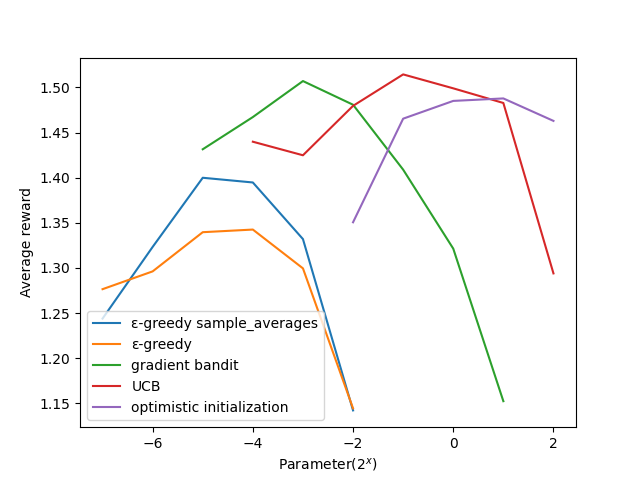 1.50
1.45
1.40
1.35
1.30
1.25
1.20
1.15
Average reward
ε-greedy sample_averages
ε-greedy
gradient bandit
UCB
optimistic initialization
−6 −4 −2 0 2
Parameter(2^x)